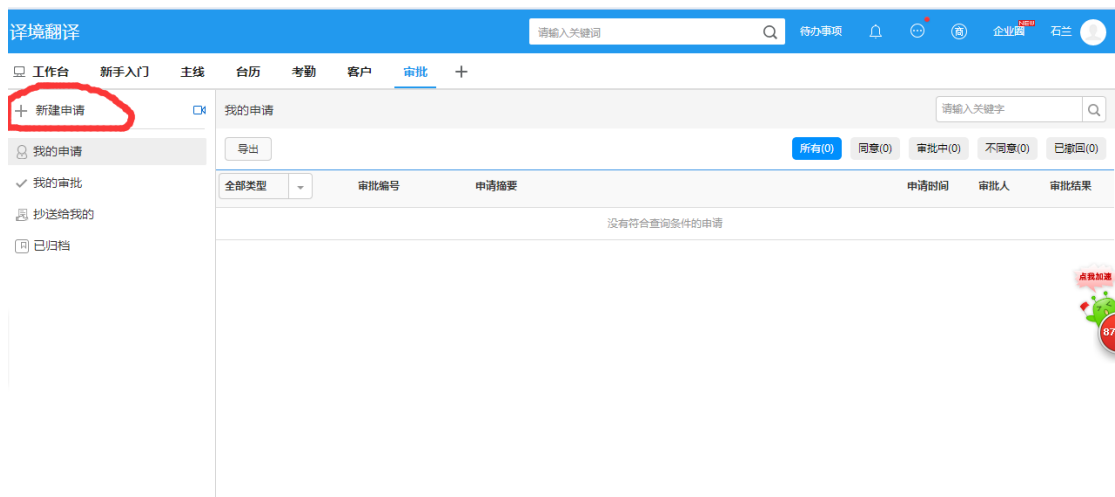 译境翻译 请输入关键词 待办事项 商 企业圈 NEW 石兰
工作台 新手入门 主线 台历 考勤 客户 审批
新建申请 我的申请 请输入关键字
我的申请 导出 所有(0) 同意(0) 审批中(0) 不同意(0) 已撤回(0)
我的审批 全部类型 审批编号 申请摘要 申请时间 审批人 审批结果
抄送给我的 没有符合查询条件的申请
已归档
点我加速
87